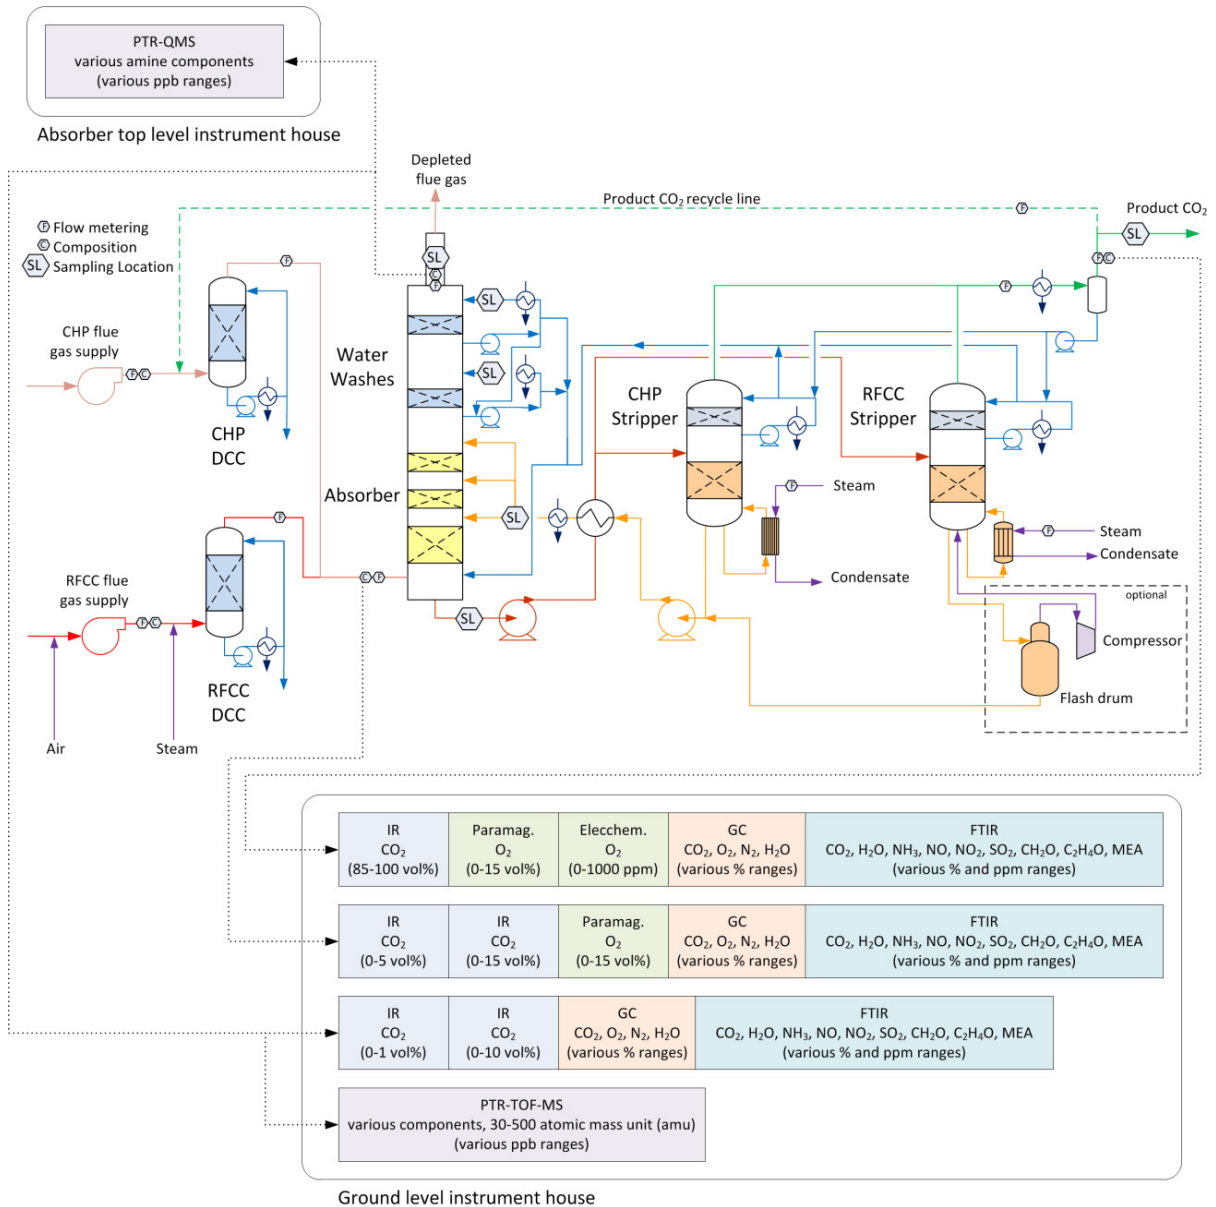 PTR-QMS
various amine components
(various ppb ranges)
Absorber top level instrument house
Depleted
flue gas
Product CO₂ recycle line
Product CO₂
F Flow metering
C Composition
SL Sampling Location
F
F
SL
F C
SL
C
F
SL
F
CHP flue
gas supply
F C
Water
Washes
SL
CHP
Stripper
RFCC
Stripper
CHP
DCC
Absorber
F
Steam
SL
F
F
Steam
Condensate
RFCC flue
gas supply
C F
Condensate
optional
F C
SL
Compressor
RFCC
DCC
Flash drum
Air
Steam
IR
CO₂
(85-100 vol%)
Paramag.
O₂
(0-15 vol%)
Elecchem.
O₂
(0-1000 ppm)
GC
CO₂, O₂, N₂, H₂O
(various % ranges)
FTIR
CO₂, H₂O, NH₃, NO, NO₂, SO₂, CH₂O, C₂H₄O, MEA
(various % and ppm ranges)
IR
CO₂
(0-5 vol%)
IR
CO₂
(0-15 vol%)
Paramag.
O₂
(0-15 vol%)
GC
CO₂, O₂, N₂, H₂O
(various % ranges)
FTIR
CO₂, H₂O, NH₃, NO, NO₂, SO₂, CH₂O, C₂H₄O, MEA
(various % and ppm ranges)
IR
CO₂
(0-1 vol%)
IR
CO₂
(0-10 vol%)
GC
CO₂, O₂, N₂, H₂O
(various % ranges)
FTIR
CO₂, H₂O, NH₃, NO, NO₂, SO₂, CH₂O, C₂H₄O, MEA
(various % and ppm ranges)
PTR-TOF-MS
various components, 30-500 atomic mass unit (amu)
(various ppb ranges)
Ground level instrument house